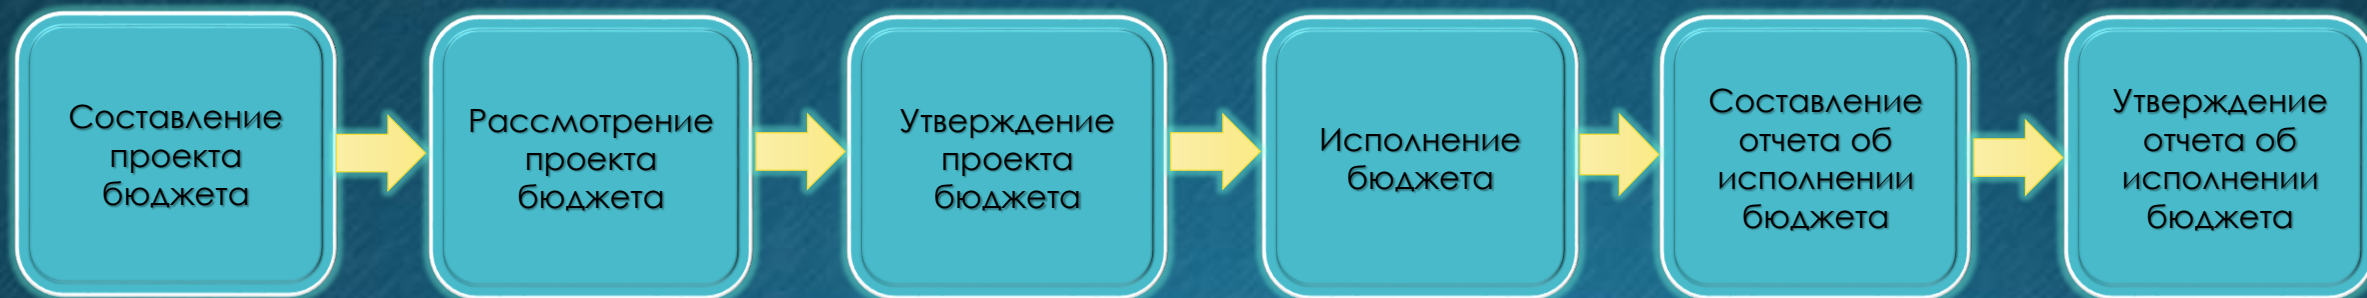 Составление
проекта
бюджета
Рассмотрение
проекта
бюджета
Утверждение
проекта
бюджета
Исполнение
бюджета
Составление
отчета об
исполнении
бюджета
Утверждение
отчета об
исполнении
бюджета